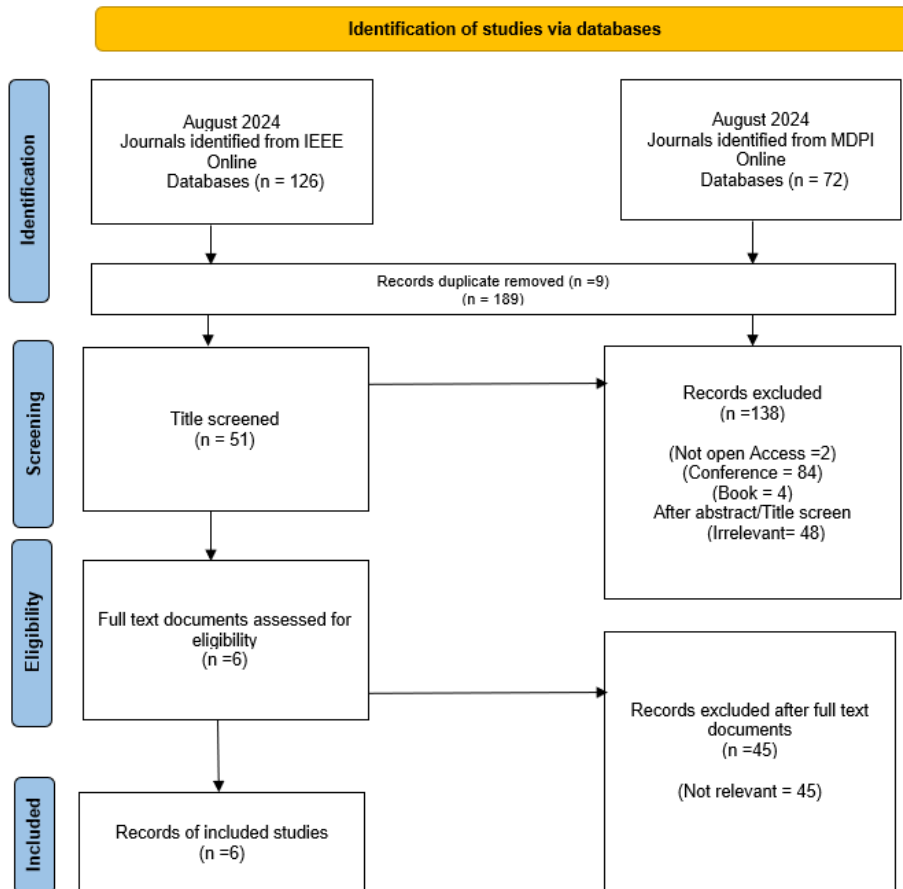 Identification of studies via databases
Identification
August 2024
Journals identified from IEEE
Online
Databases (n = 126)
August 2024
Journals identified from MDPI
Online
Databases (n = 72)
Records duplicate removed (n =9)
(n = 189)
Screening
Title screened
(n = 51)
Records excluded
(n =138)
(Not open Access =2)
(Conference = 84)
(Book = 4)
After abstract/Title screen
(Irrelevant= 48)
Eligibility
Full text documents assessed for
eligibility
(n =6)
Records excluded after full text
documents
(n =45)
(Not relevant = 45)
Included
Records of included studies
(n =6)